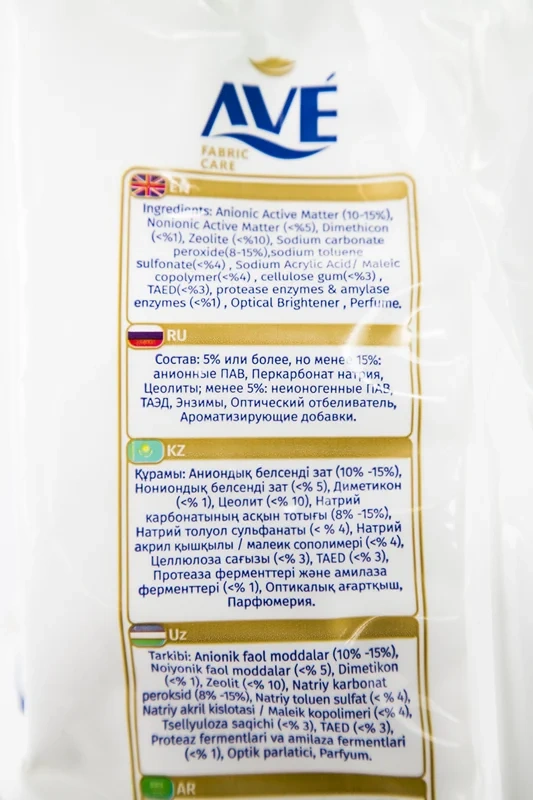 AVÉ
FABRIC
CARE
EN
Ingredients: Anionic Active Matter (10-15%),
Nonionic Active Matter (<%5), Dimethicon
(<%1), Zeolite (<%10), Sodium carbonate
peroxide(8-15%),sodium toluene
sulfonate(<%4) , Sodium Acrylic Acid/ Maleic
copolymer(<%4) , cellulose gum(<%3) ,
TAED(<%3), protease enzymes & amylase
enzymes (<%1) , Optical Brightener , Perfume.
RU
Состав: 5% или более, но менее 15%:
анионные ПАВ, Перкарбонат натрия,
Цеолиты; менее 5%: неионогенные ПАВ,
ТАЭД, Энзимы, Оптический отбеливатель,
Ароматизирующие добавки.
KZ
Құрамы: Аниондық белсенді зат (10% -15%),
Нониондық белсенді зат (<% 5), Диметикон
(<% 1), Цеолит (<% 10), Натрий
карбонатының асқын тотығы (8% -15%),
Натрий толуол сульфанаты (< % 4), Натрий
акрил қышқылы / малеик сополимері (<% 4),
Целлюлоза сағызы (<% 3), TAED (<% 3),
Протеаза ферменттері және амилаза
ферменттері (<% 1), Оптикалық ағартқыш,
Парфюмерия.
Uz
Tarkibi: Anionik faol moddalar (10% -15%),
Noiyonik faol moddalar (<% 5), Dimetikon
(<% 1), Zeolit (<% 10), Natriy karbonat
peroksid (8% -15%), Natriy toluen sulfat (< % 4),
Natriy akril kislotasi / Maleik kopolimeri (<% 4),
Tsellyuloza saqichi (<% 3), TAED (<% 3),
Proteaz fermentlari va amilaza fermentlari
(<% 1), Optik parlatici, Parfyum.
AR